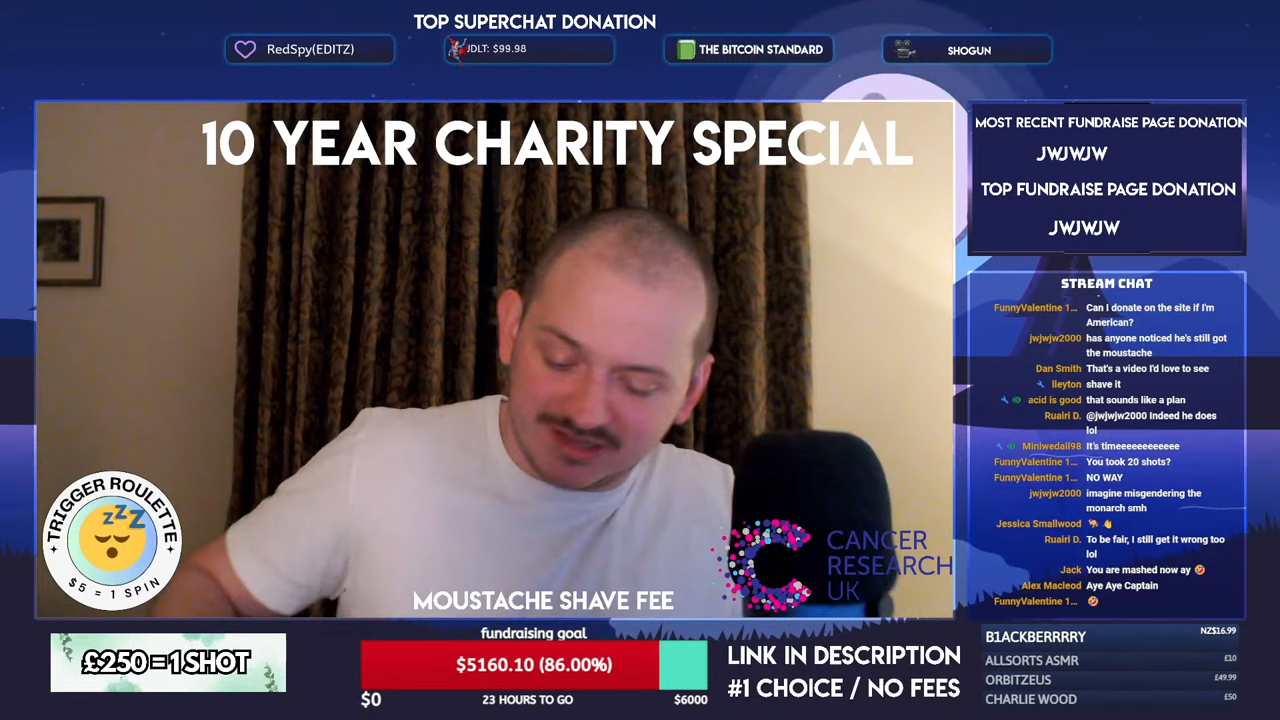 TOP SUPERCHAT DONATION
RedSpy(EDITZ)
JDLT: $99.98
THE BITCOIN STANDARD
SHOGUN
10 YEAR CHARITY SPECIAL
MOST RECENT FUNDRAISE PAGE DONATION
JWJWJW
TOP FUNDRAISE PAGE DONATION
JWJWJW
STREAM CHAT
FunnyValentine 1... Can I donate on the site if I'm
American?
jwjwjw2000 has anyone noticed he's still got
the moustache
Dan Smith That's a video I'd love to see
lleyton shave it
acid is good that sounds like a plan
Ruairi D. @jwjwjw2000 Indeed he does
lol
Miniwedall98 It's timeeeeeeeeeee
FunnyValentine 1... You took 20 shots?
FunnyValentine 1... NO WAY
jwjwjw2000 imagine misgendering the
monarch smh
Jessica Smallwood 🐪 👋
Ruairi D. To be fair, I still get it wrong too
lol
Jack You are mashed now ay 🤣
Alex Macleod Aye Aye Captain
FunnyValentine 1... 🤣
TRIGGER ROULETTE
zzz
$5 = 1 SPIN
CANCER
RESEARCH
UK
MOUSTACHE SHAVE FEE
£250 = 1 SHOT
fundraising goal
$5160.10 (86.00%)
$0
23 HOURS TO GO
$6000
LINK IN DESCRIPTION
#1 CHOICE / NO FEES
B1ACKBERRRRY NZ$16.99
ALLSORTS ASMR £10
ORBITZEUS £49.99
CHARLIE WOOD £50